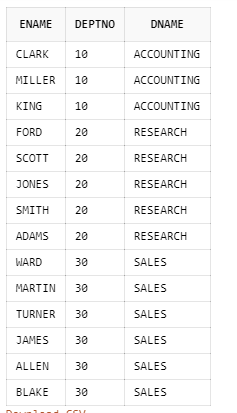 ENAME DEPTNO DNAME
CLARK 10 ACCOUNTING
MILLER 10 ACCOUNTING
KING 10 ACCOUNTING
FORD 20 RESEARCH
SCOTT 20 RESEARCH
JONES 20 RESEARCH
SMITH 20 RESEARCH
ADAMS 20 RESEARCH
WARD 30 SALES
MARTIN 30 SALES
TURNER 30 SALES
JAMES 30 SALES
ALLEN 30 SALES
BLAKE 30 SALES
Download CSV